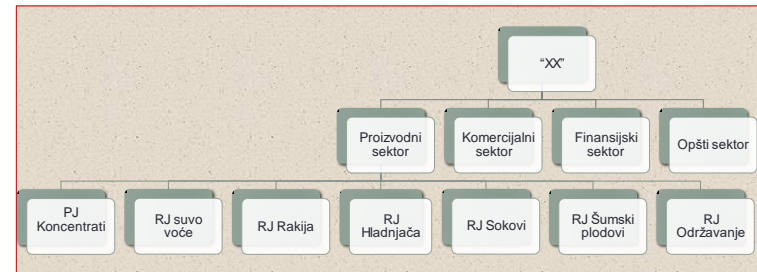 “XX”
Proizvodni
sektor
Komercijalni
sektor
Finansijski
sektor
Opšti sektor
PJ
Koncentrati
RJ suvo
voće
RJ Rakija
RJ
Hladnjača
RJ Sokovi
RJ Šumski
plodovi
RJ
Održavanje